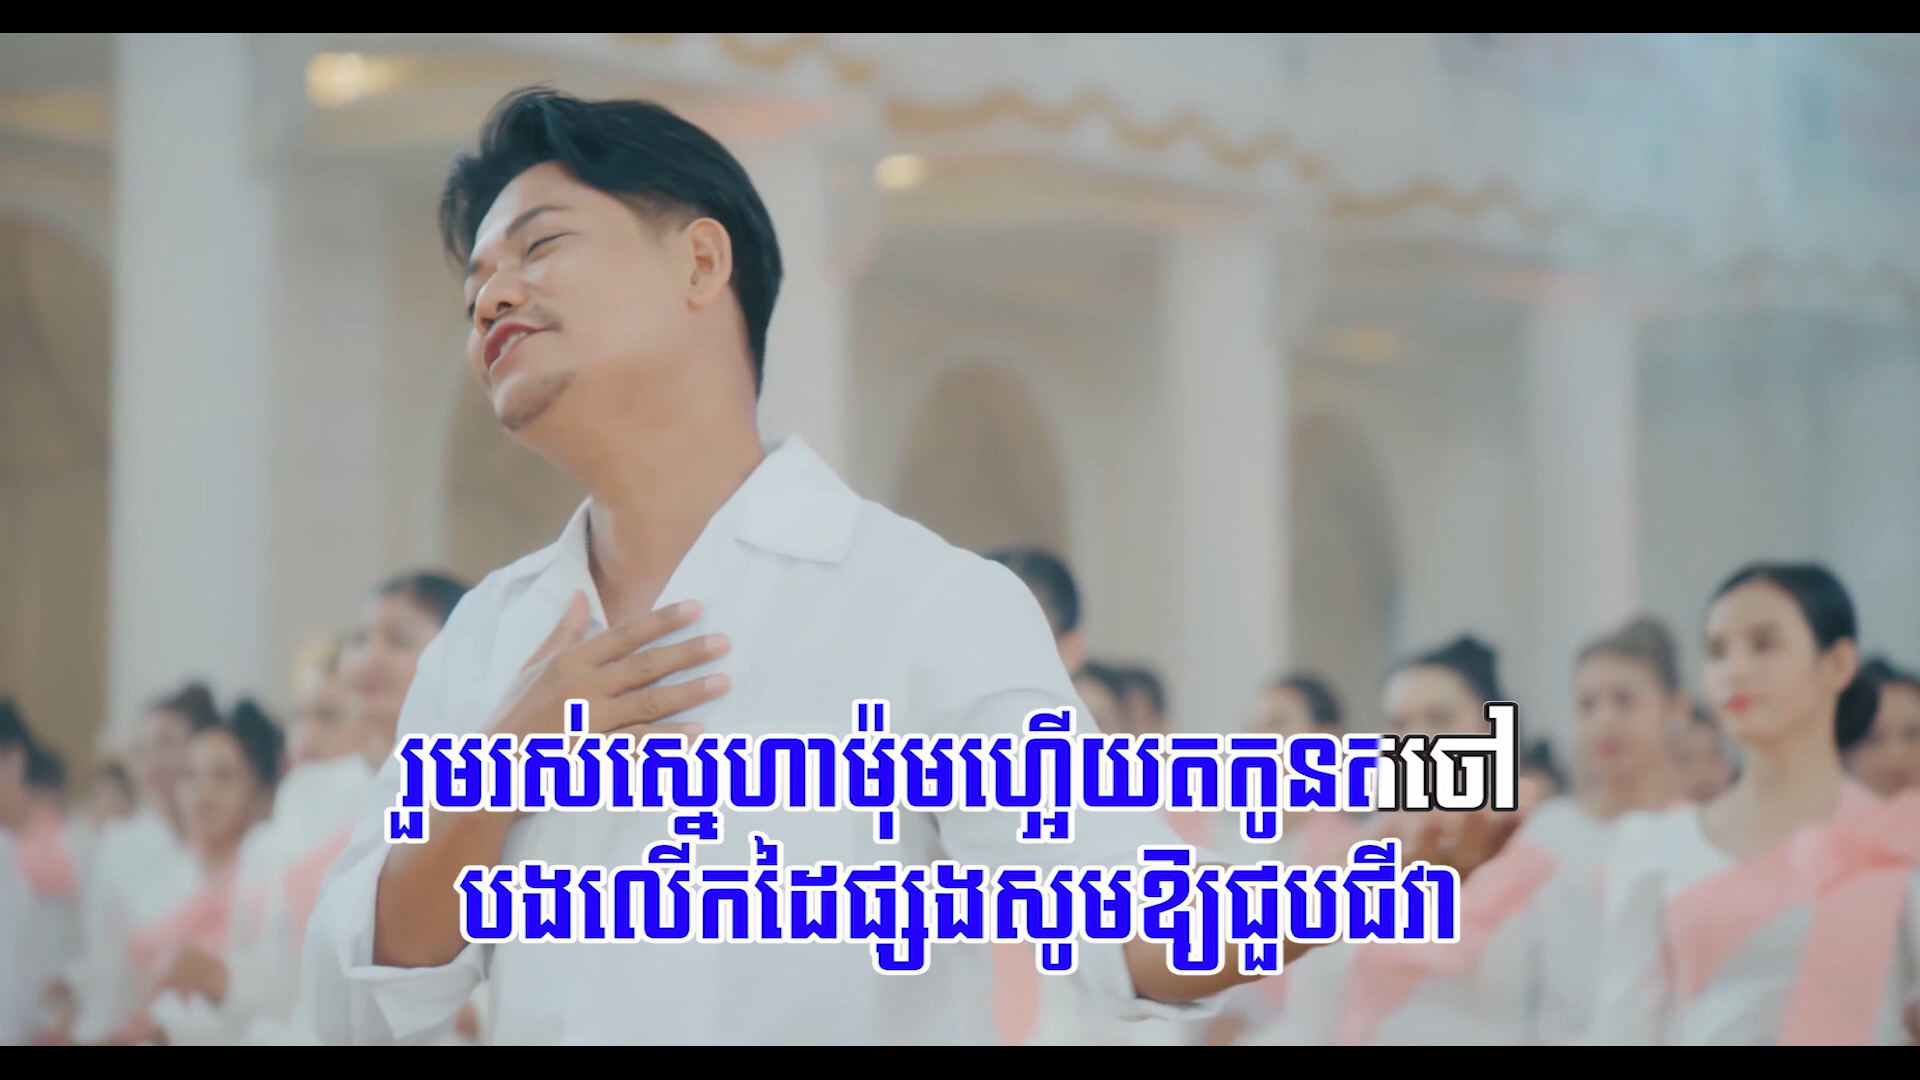 រួមរស់ស្នេហាម៉ុមហ្អើយតកូនតចៅ
បងលើកដៃផ្សងសូមឱ្យជួបជីវា